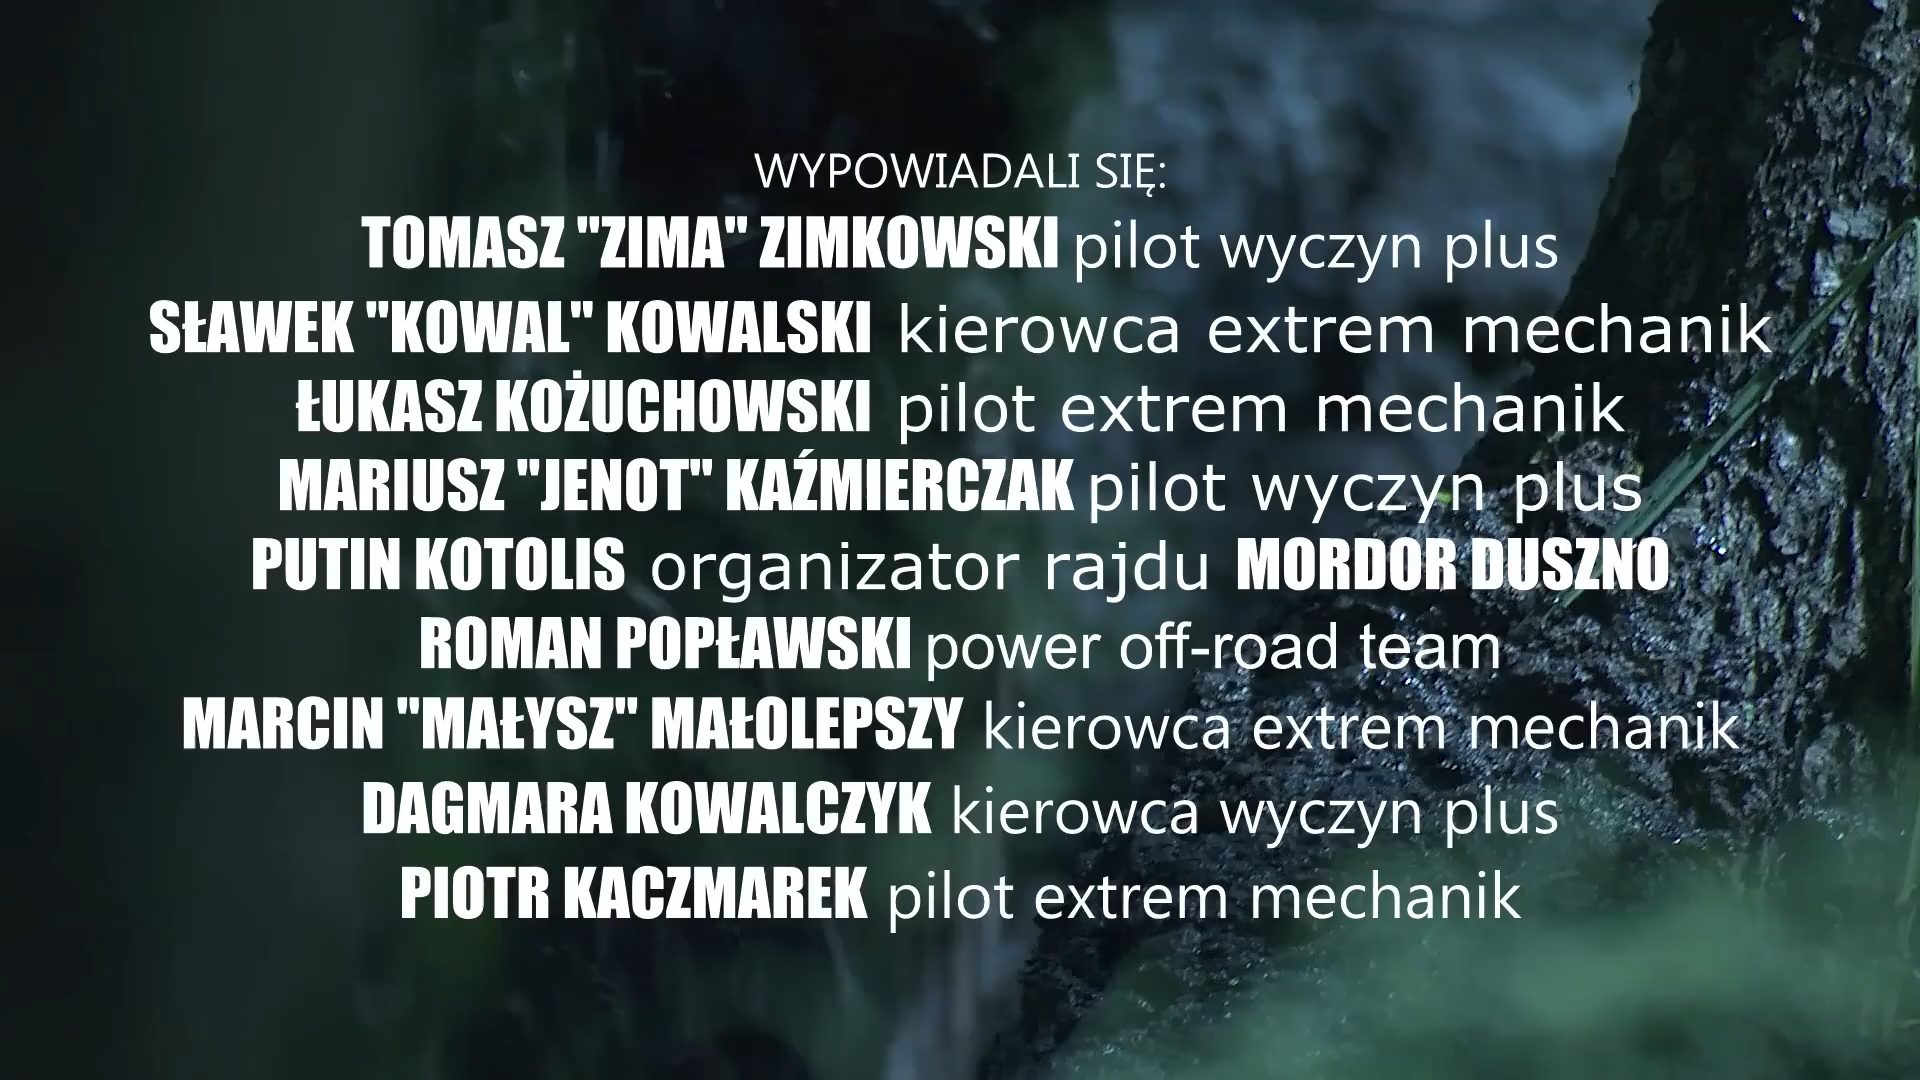 WYPOWIADALI SIĘ:
TOMASZ "ZIMA" ZIMKOWSKI pilot wyczyn plus
SŁAWEK "KOWAL" KOWALSKI kierowca extrem mechanik
ŁUKASZ KOŻUCHOWSKI pilot extrem mechanik
MARIUSZ "JENOT" KAŹMIERCZAK pilot wyczyn plus
PUTIN KOTOLIS organizator rajdu MORDOR DUSZNO
ROMAN POPŁAWSKI power off-road team
MARCIN "MAŁYSZ" MAŁOLEPSZY kierowca extrem mechanik
DAGMARA KOWALCZYK kierowca wyczyn plus
PIOTR KACZMAREK pilot extrem mechanik